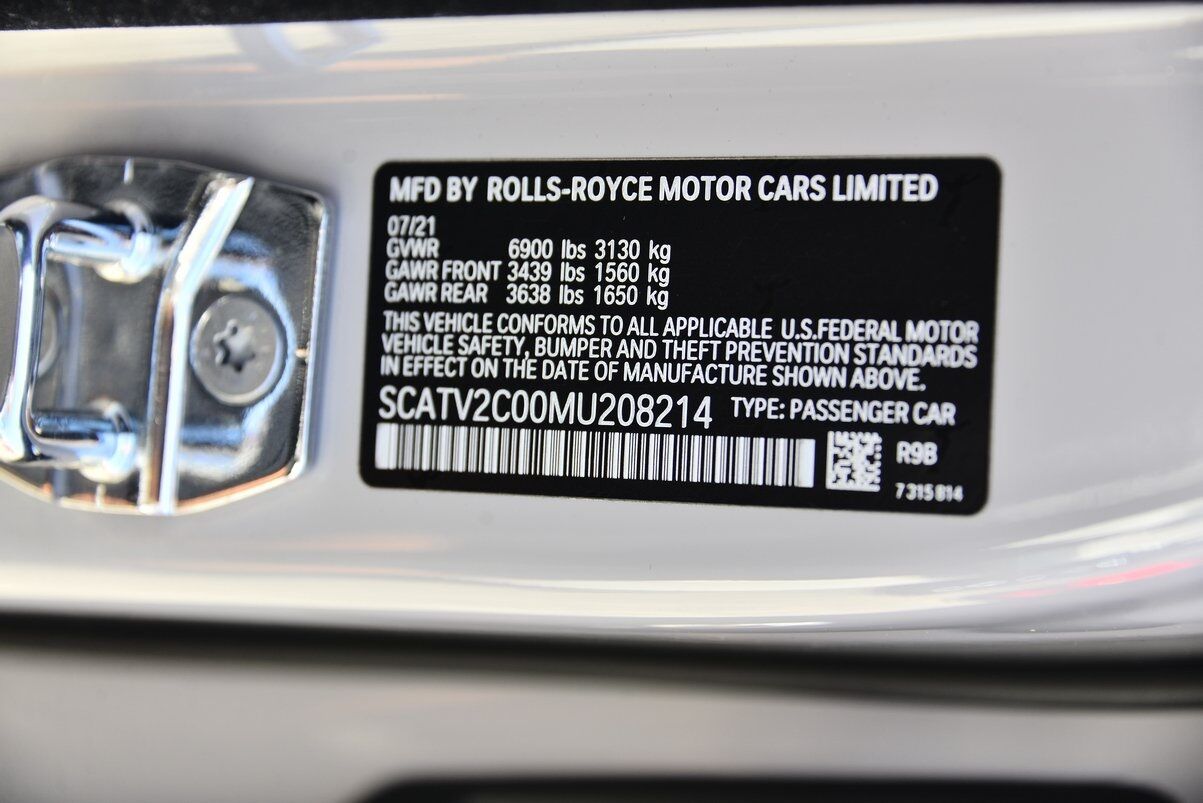 MFD BY ROLLS-ROYCE MOTOR CARS LIMITED
07/21
GVWR 6900 lbs 3130 kg
GAWR FRONT 3439 lbs 1560 kg
GAWR REAR 3638 lbs 1650 kg
THIS VEHICLE CONFORMS TO ALL APPLICABLE U.S.FEDERAL MOTOR
VEHICLE SAFETY, BUMPER AND THEFT PREVENTION STANDARDS
IN EFFECT ON THE DATE OF MANUFACTURE SHOWN ABOVE.
SCATV2C00MU208214 TYPE: PASSENGER CAR
R9B
7 315 814